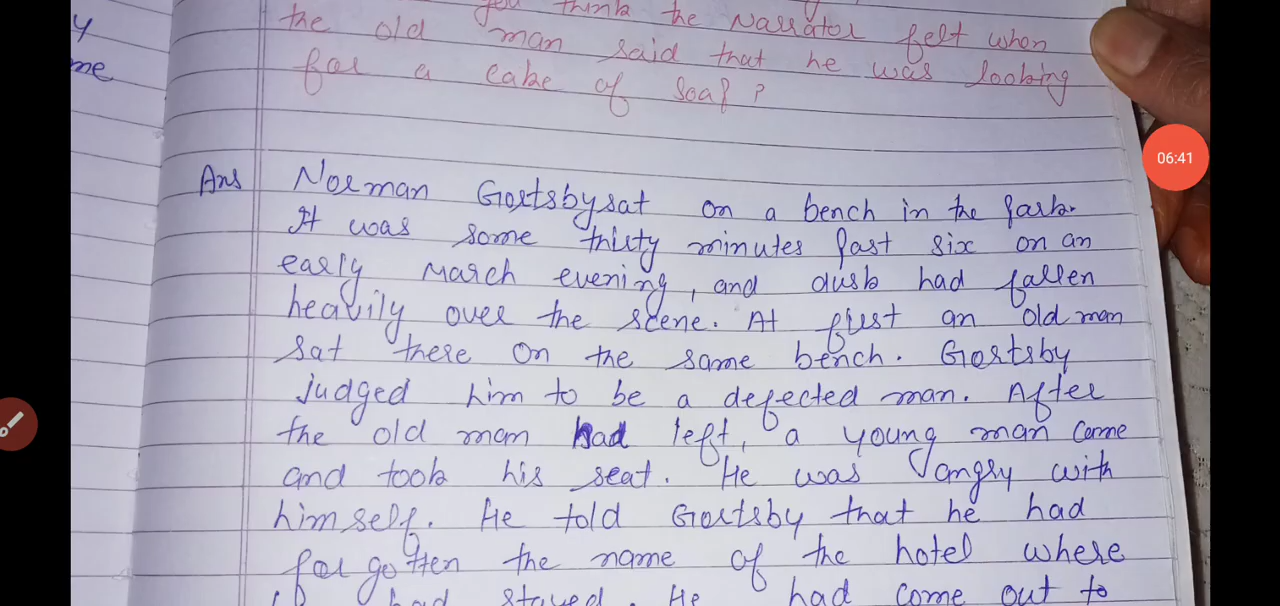 y
me
you think the Narrator felt when
the old man said that he was looking
for a cake of soap?
Ans Norman Gortsby sat on a bench in the park.
It was some thirty minutes past six on an
early March evening, and dusk had fallen
heavily over the scene. At first an old man
sat there on the same bench. Gortsby
judged him to be a defected man. After
the old man had left, a young man came
and took his seat. He was angry with
himself. He told Gortsby that he had
forgotten the name of the hotel where
had stayed. He had come out to
06:41